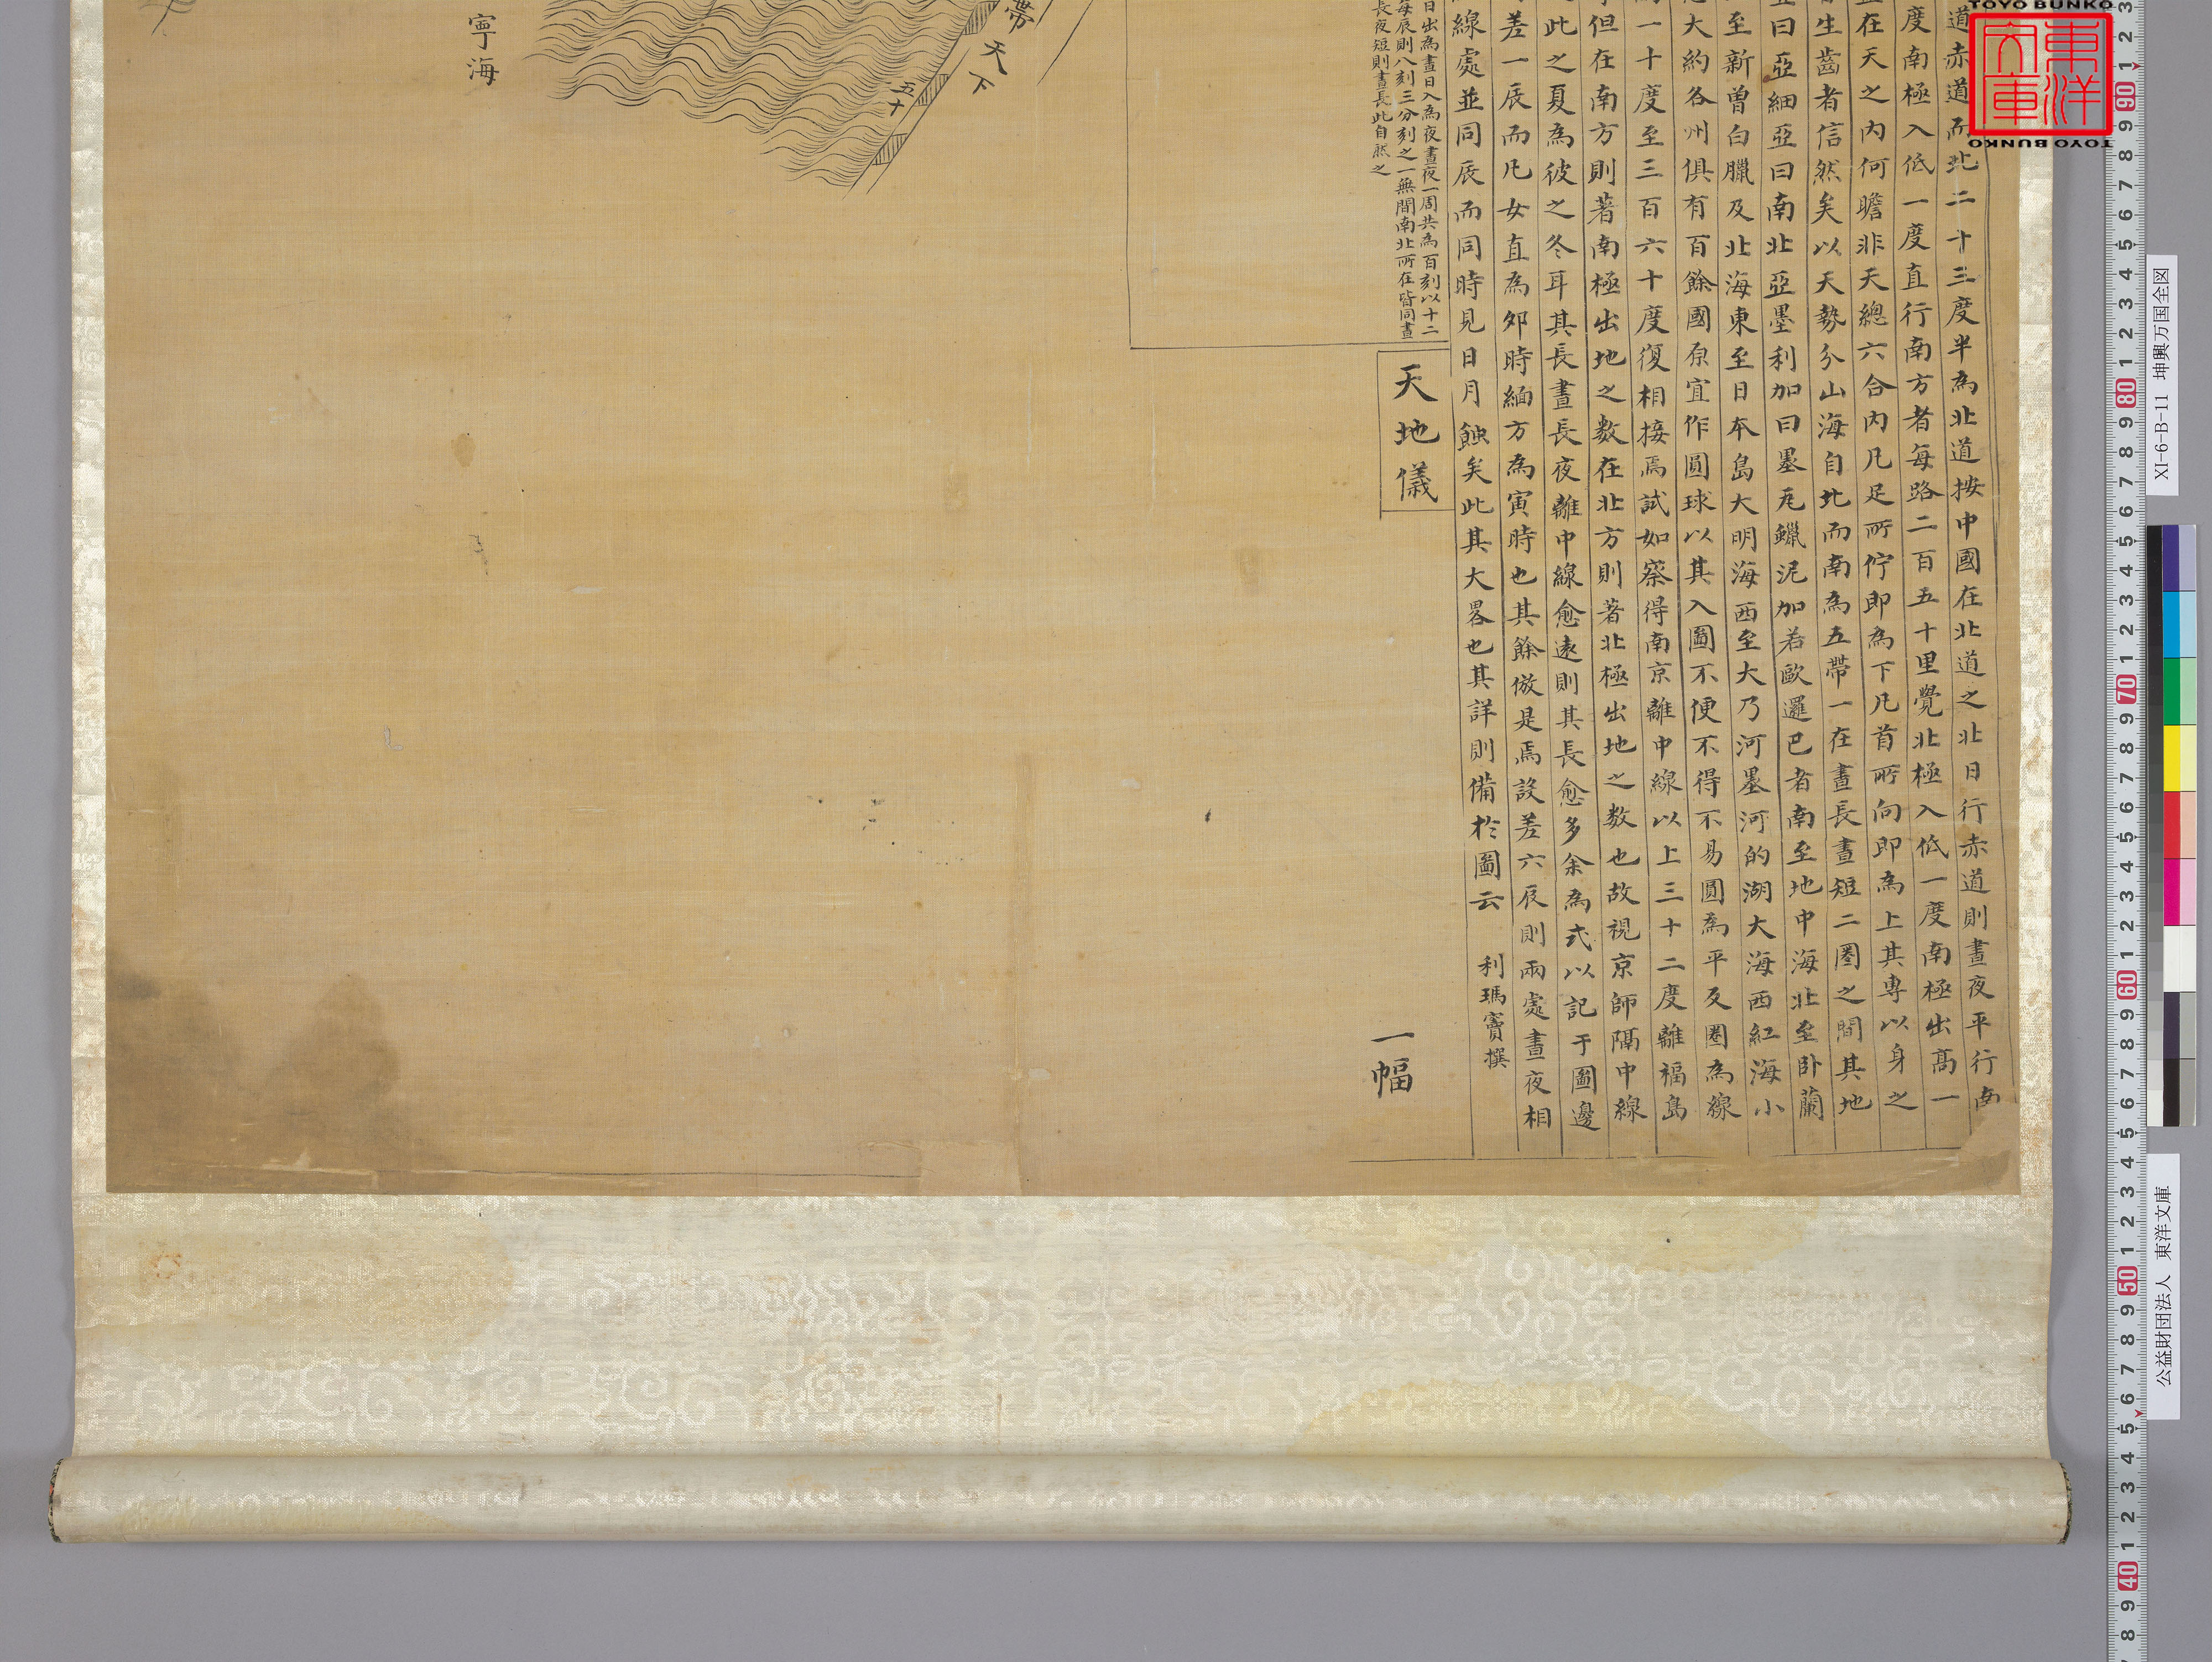 道赤道而北二十三度半為北道按中國在北道之北日行赤道則晝夜平行南
度南極入低一度直行南方者每路二百五十里覺北極入低一度南極出高一
在天之内何瞻非天總六合内凡足所佇即為下凡首所向即為上其專以身之
生齒者信然矣以天勢分山海自北而南為五帶一在晝長晝短二圈之間其地
曰亞細亞曰南北亞墨利加曰墨瓦鱲泥加若歐邏巴者南至地中海北至卧蘭
至新曾白臘及北海東至日本島大明海西至大乃河墨河的湖大海西紅海小
大約各州俱有百餘國原宜作圓球以其入圖不便不得不易圓為平反圈為線
一十度至三百六十度復相接焉試如察得南京離中線以上三十二度離福島
但在南方則著南極出地之数在北方則著北極出地之数也故視京師隔中線
此之夏為彼之冬耳其長晝長夜離中線愈遠則其長愈多余為式以記于圖邊
差一辰而凡女直為夘時緬方為寅時也其餘倣是焉設差六辰則兩處晝夜相
線處並同辰而同時見日月蝕矣此其大畧也其詳則備於圖云 利瑪竇撰
日出為晝日入為夜晝夜一周共為百刻以十二
每辰則八刻三分刻之一無間南北所在皆同晝
長夜短則晝長此自然之
天地儀
一幅
帶天下
五十
寧海
TOYO BUNKO
東洋文庫
TOYO BUNKO
XI-6-B-11 坤輿万国全図
公益財団法人 東洋文庫